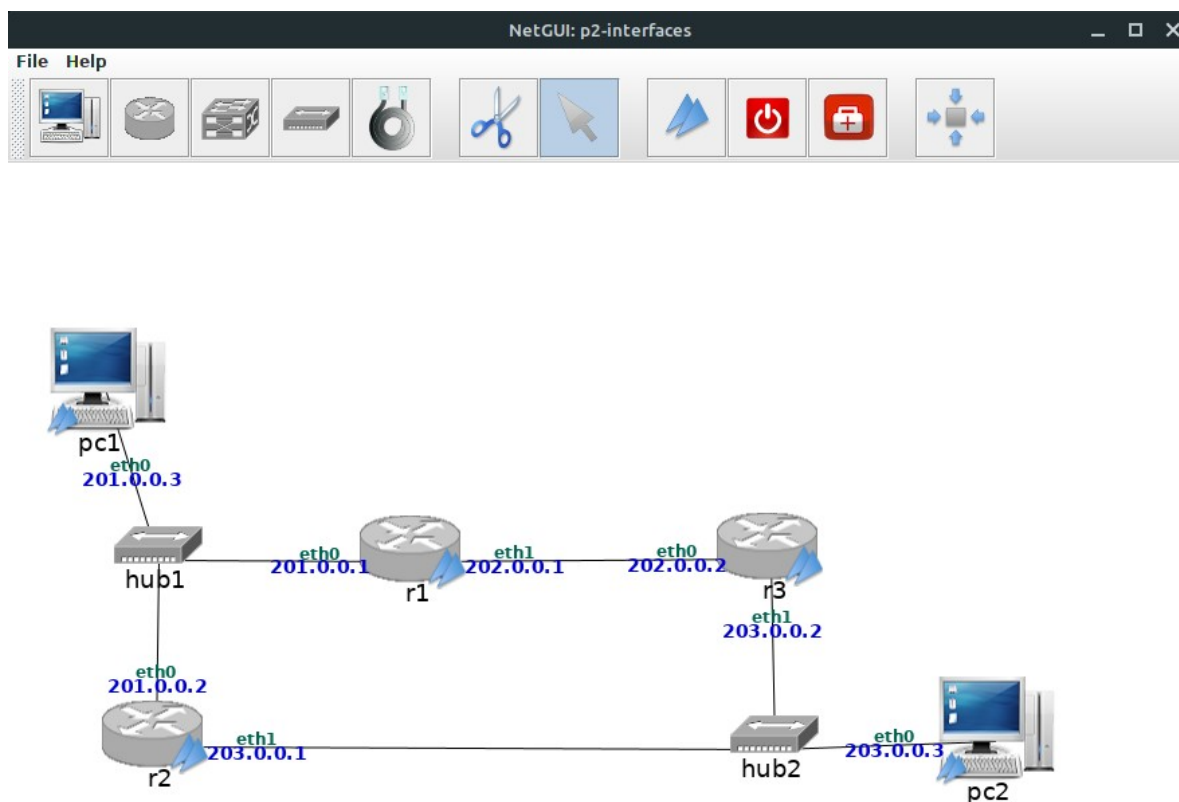 NetGUI: p2-interfaces
File Help
pc1
eth0
201.0.0.3
hub1
eth0
201.0.0.1
r1
eth1
202.0.0.1
eth0
202.0.0.2
r3
eth1
203.0.0.2
eth0
201.0.0.2
r2
eth1
203.0.0.1
hub2
eth0
203.0.0.3
pc2